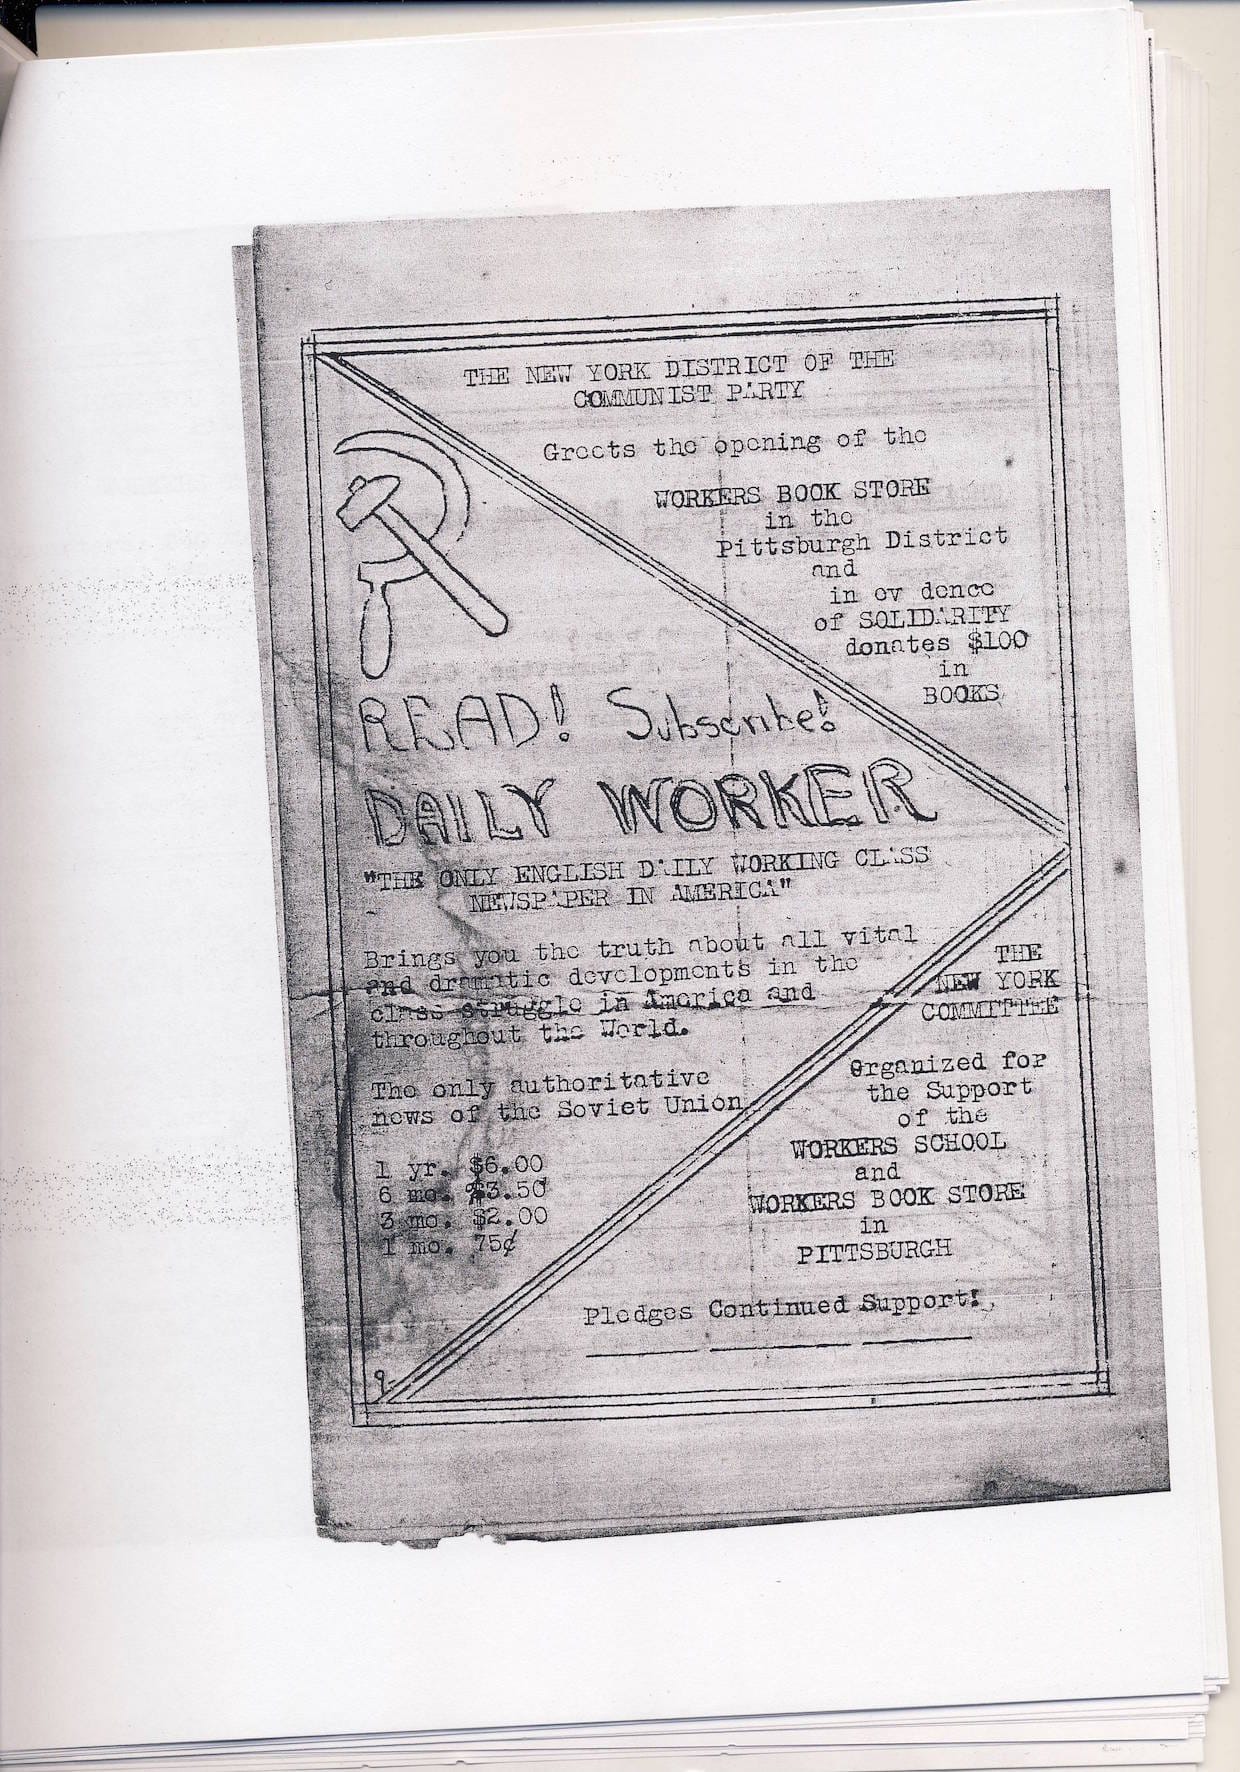 THE NEW YORK DISTRICT OF THE
COMMUNIST PARTY
Greets the opening of the
WORKERS BOOK STORE
in the
Pittsburgh District
and
in ev dence
of SOLIDARITY
donates $100
in
BOOKS
READ! Subscribe!
DAILY WORKER
"THE ONLY ENGLISH DAILY WORKING CLASS
NEWSPAPER IN AMERICA"
Brings you the truth about all vital
and dramatic developments in the
class struggle in America and
throughout the World.
The only authoritative
news of the Soviet Union
1 yr. $6.00
6 mo. $3.50
3 mo. $2.00
1 mo. 75¢
THE
NEW YORK
COMMITTEE
Organized for
the Support
of the
WORKERS SCHOOL
and
WORKERS BOOK STORE
in
PITTSBURGH
Pledges Continued Support!
9